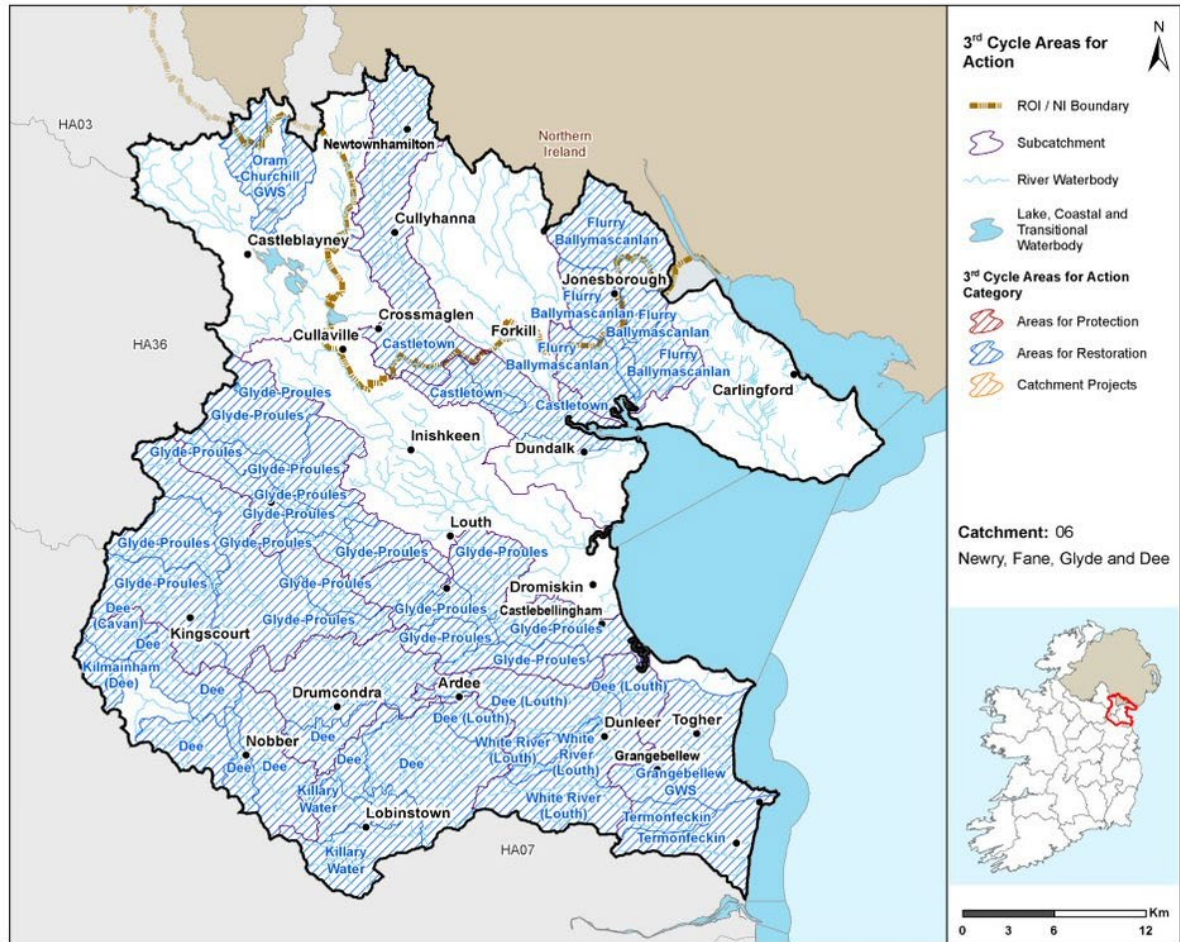 HA03
Northern
Ireland
Newtownhamilton
Oram
Churchill
GWS
Cullyhanna
Flurry
Ballymascanlan
Castleblayney
Jonesborough
Flurry
Ballymascanlan
Flurry
Ballymascanlan
Crossmaglen
Forkill
HA36
Cullaville
Castletown
Flurry
Ballymascanlan
Flurry
Ballymascanlan
Carlingford
Glyde-Proules
Glyde-Proules
Castletown
Castletown
Inishkeen
Dundalk
Glyde-Proules
Glyde-Proules
Glyde-Proules
Glyde-Proules
Louth
Glyde-Proules
Glyde-Proules
Glyde-Proules
Glyde-Proules
Glyde-Proules
Glyde-Proules
Dromiskin
Glyde-Proules
Castlebellingham
Dee
(Cavan)
Kingscourt
Glyde-Proules
Glyde-Proules
Dee
Glyde-Proules
Glyde-Proules
Kilmainham
(Dee)
Dee
Ardee
Dee (Louth)
Drumcondra
Dee (Louth)
Dee (Louth)
Dunleer
Togher
Dee
Nobber
Dee
Dee
Dee
Dee
White River
(Louth)
White
River
(Louth)
Grangebellew
Grangebellew
GWS
Killary
Water
Lobinstown
White River
(Louth)
Termonfeckin
Termonfeckin
Killary
Water
HA07
N
3rd Cycle Areas for
Action
ROI / NI Boundary
Subcatchment
River Waterbody
Lake, Coastal and
Transitional
Waterbody
3rd Cycle Areas for Action
Category
Areas for Protection
Areas for Restoration
Catchment Projects
Catchment: 06
Newry, Fane, Glyde and Dee
Km
0 3 6 12